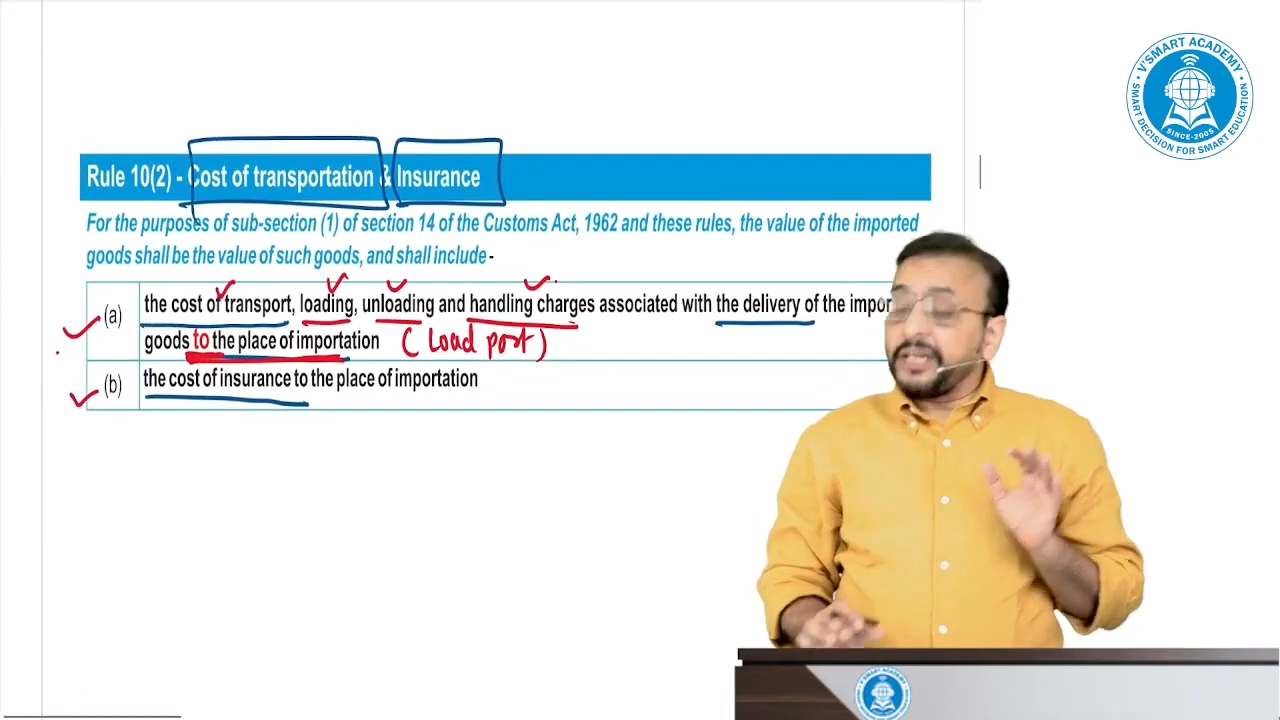 V'SMART ACADEMY
SMART DECISION FOR SMART EDUCATION
SINCE-2005
Rule 10(2) - Cost of transportation & Insurance
For the purposes of sub-section (1) of section 14 of the Customs Act, 1962 and these rules, the value of the imported
goods shall be the value of such goods, and shall include -
(a) the cost of transport, loading, unloading and handling charges associated with the delivery of the impor
goods to the place of importation (Load port)
(b) the cost of insurance to the place of importation